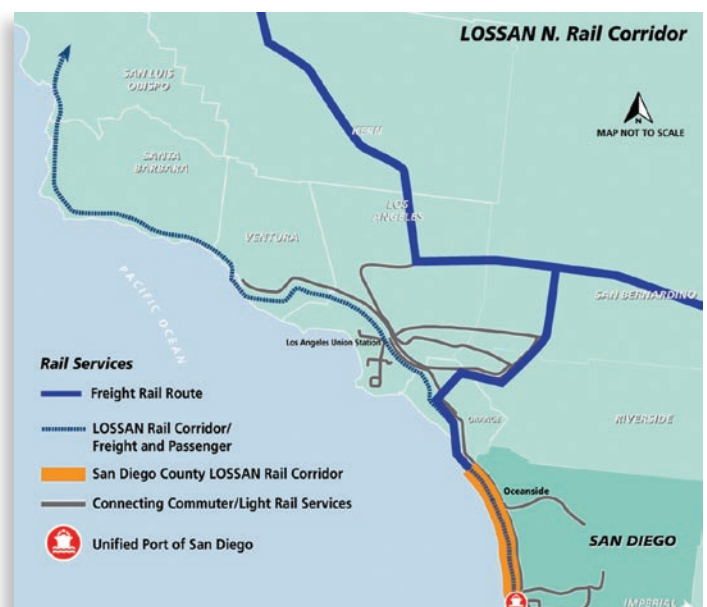 LOSSAN N. Rail Corridor
N
MAP NOT TO SCALE
SAN LUIS
OBISPO
KERN
SANTA
BARBARA
LOS
ANGELES
VENTURA
SAN BERNARDINO
PACIFIC OCEAN
Los Angeles Union Station
Rail Services
Freight Rail Route
LOSSAN Rail Corridor/
Freight and Passenger
San Diego County LOSSAN Rail Corridor
Connecting Commuter/Light Rail Services
Unified Port of San Diego
ORANGE
RIVERSIDE
Oceanside
SAN DIEGO
IMPERIAL